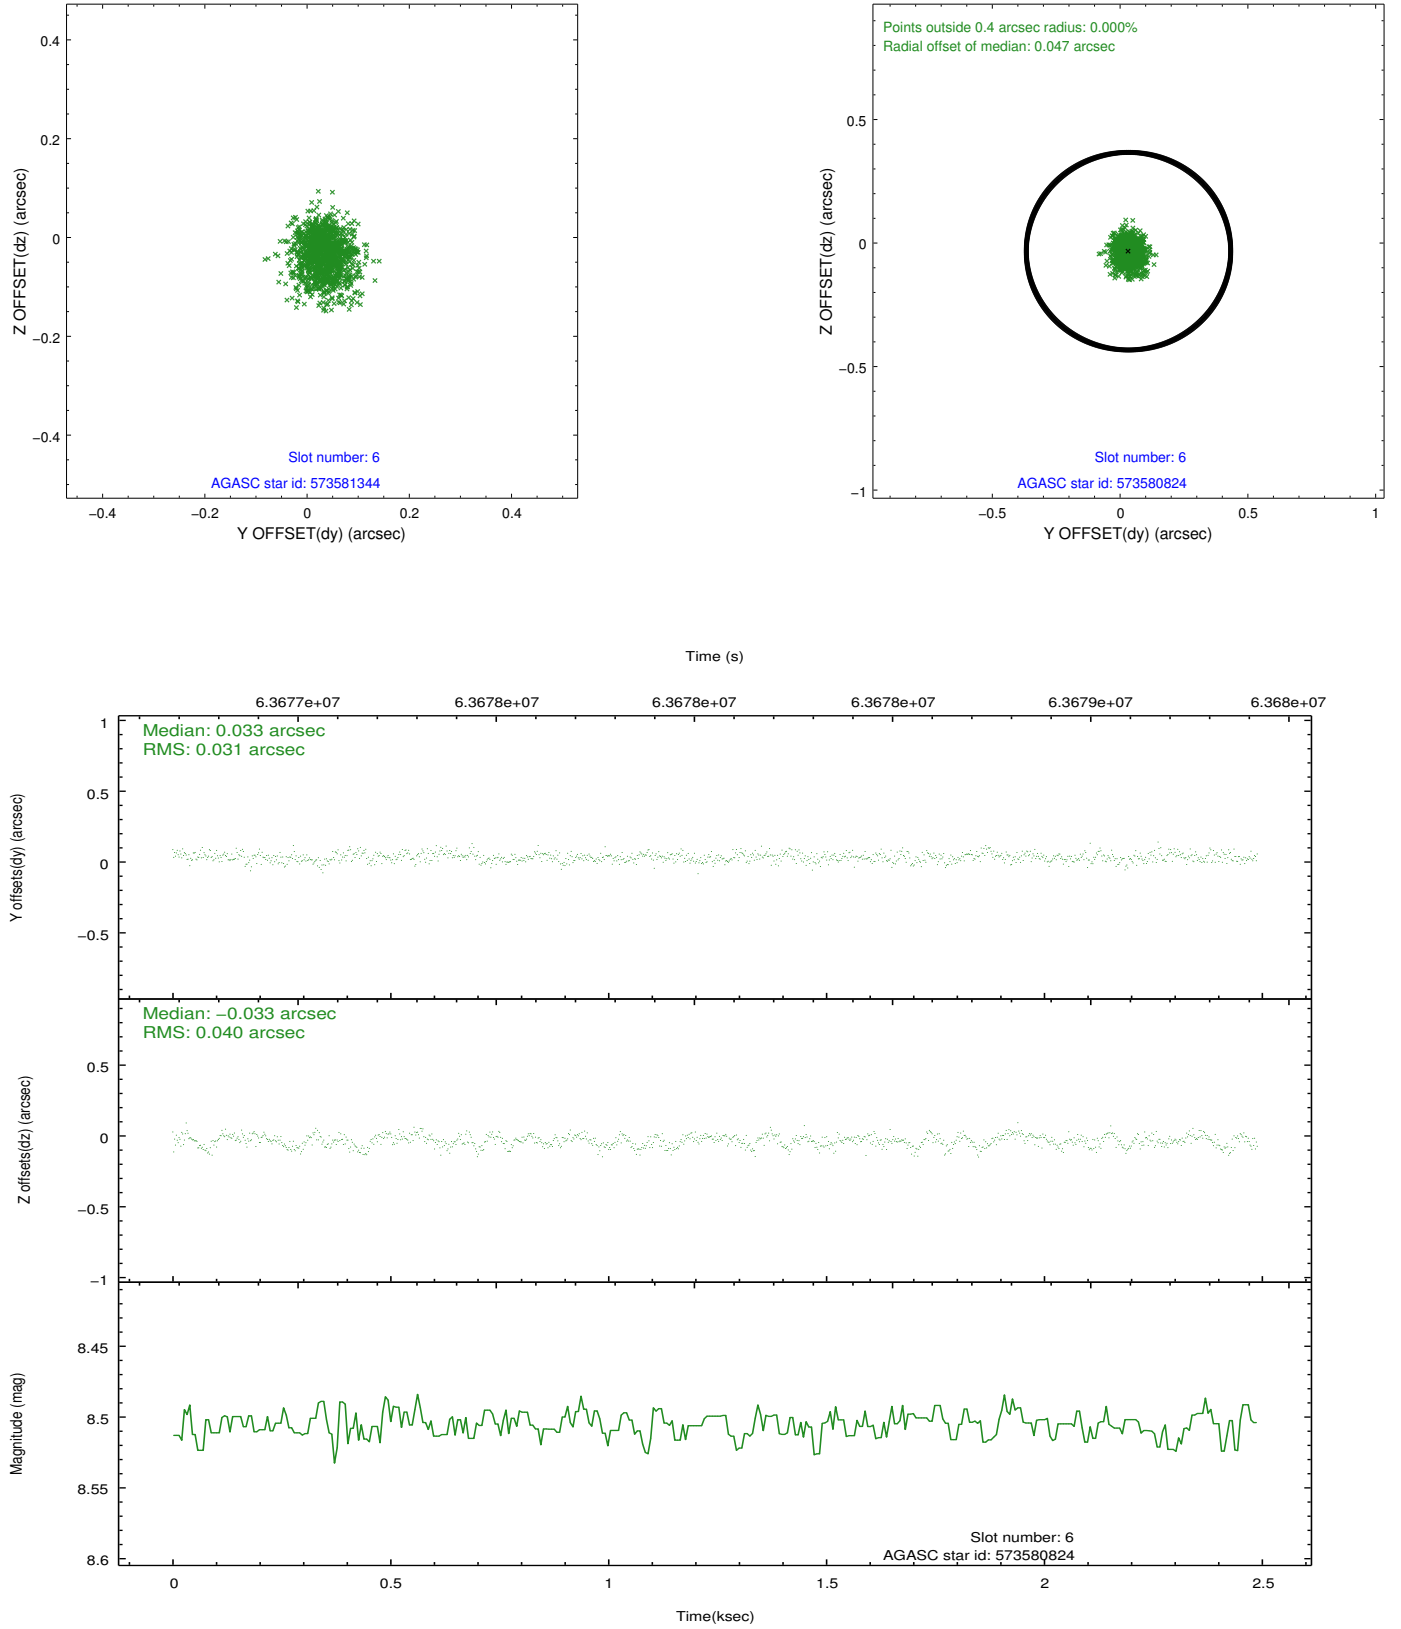 0.4
0.2
0
−0.2
−0.4
Z OFFSET(dz) (arcsec)
Slot number: 6
AGASC star id: 573581344
−0.4 −0.2 0 0.2 0.4
Y OFFSET(dy) (arcsec)
Points outside 0.4 arcsec radius: 0.000%
Radial offset of median: 0.047 arcsec
0.5
0
−0.5
−1
Z OFFSET(dz) (arcsec)
Slot number: 6
AGASC star id: 573580824
−0.5 0 0.5 1
Y OFFSET(dy) (arcsec)
Time (s)
6.3677e+07 6.3678e+07 6.3678e+07 6.3678e+07 6.3679e+07 6.368e+07
Median: 0.033 arcsec
RMS: 0.031 arcsec
1
0.5
0
−0.5
Y offsets(dy) (arcsec)
Median: −0.033 arcsec
RMS: 0.040 arcsec
0.5
0
−0.5
−1
Z offsets(dz) (arcsec)
8.45
8.5
8.55
8.6
Magnitude (mag)
Slot number: 6
AGASC star id: 573580824
0 0.5 1 1.5 2 2.5
Time(ksec)